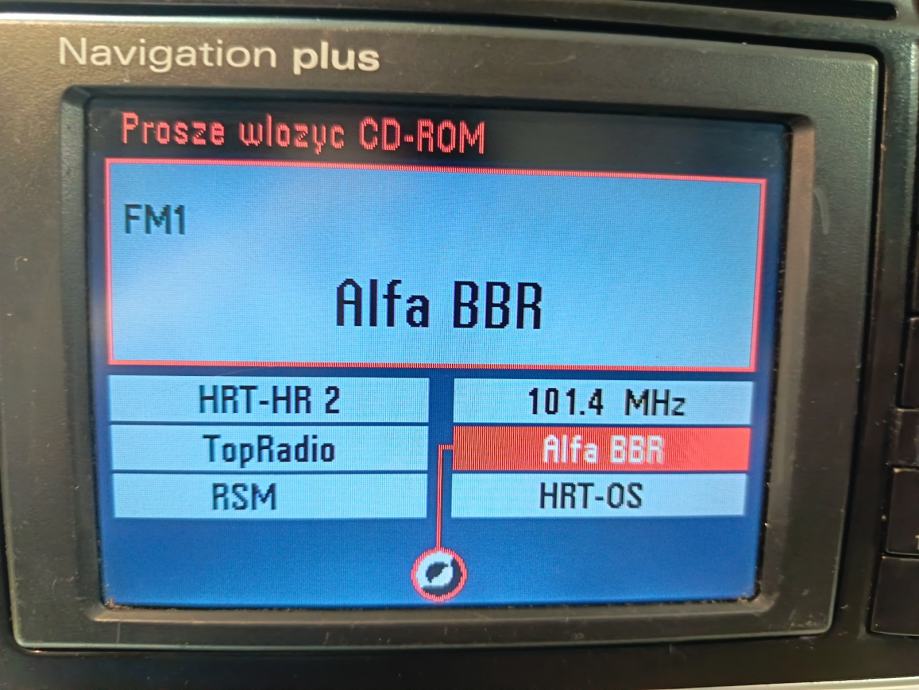 Navigation plus
Prosze wlozyc CD-ROM
FM1
Alfa BBR
HRT-HR 2
101.4 MHz
TopRadio
Alfa BBR
RSM
HRT-OS